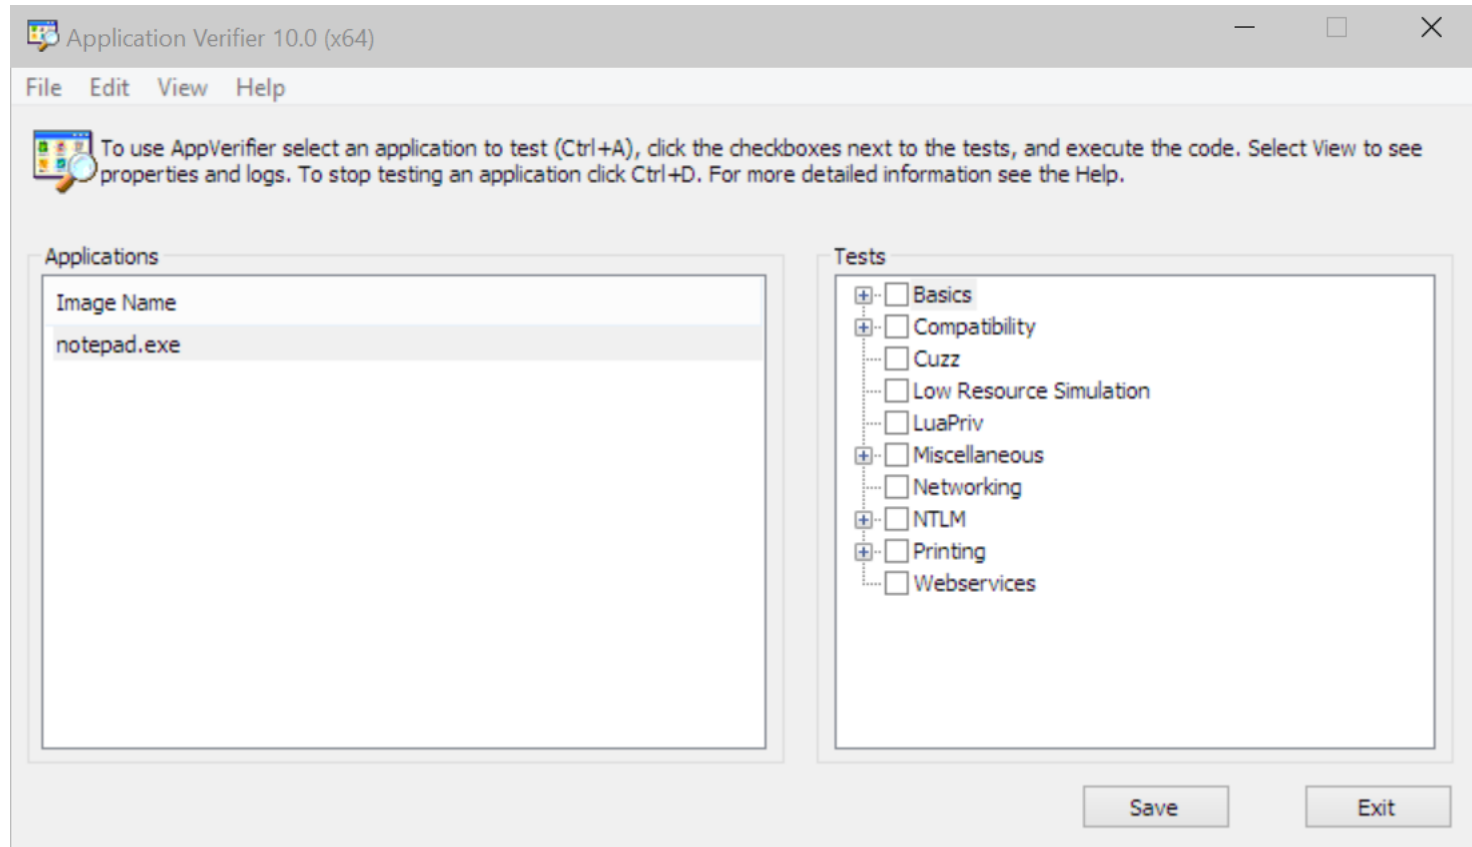 Application Verifier 10.0 (x64)
File Edit View Help
To use AppVerifier select an application to test (Ctrl+A), click the checkboxes next to the tests, and execute the code. Select View to see
properties and logs. To stop testing an application click Ctrl+D. For more detailed information see the Help.
Applications
Image Name
notepad.exe
Tests
Basics
Compatibility
Cuzz
Low Resource Simulation
LuaPriv
Miscellaneous
Networking
NTLM
Printing
Webservices
Save Exit